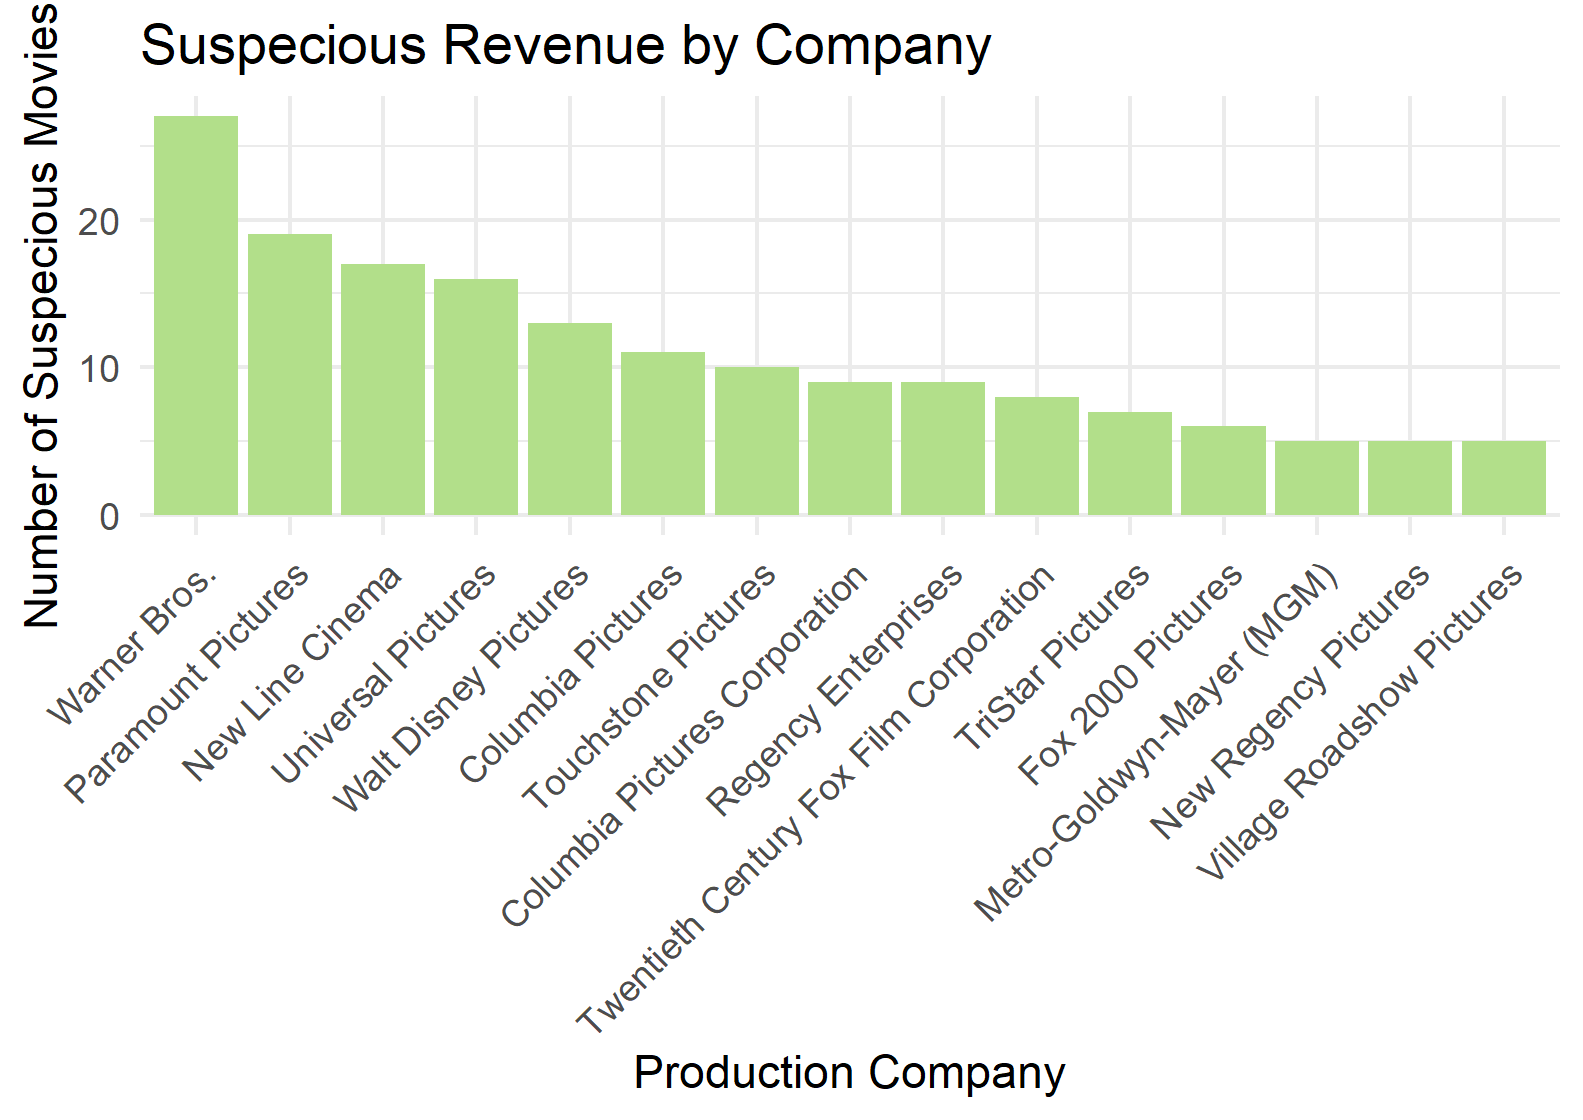 Suspecious Revenue by Company
Number of Suspecious Movies
20
10
0
Warner Bros.
Paramount Pictures
New Line Cinema
Universal Pictures
Walt Disney Pictures
Columbia Pictures
Touchstone Pictures
Columbia Pictures Corporation
Regency Enterprises
Twentieth Century Fox Film Corporation
TriStar Pictures
Fox 2000 Pictures
Metro-Goldwyn-Mayer (MGM)
New Regency Pictures
Village Roadshow Pictures
Production Company